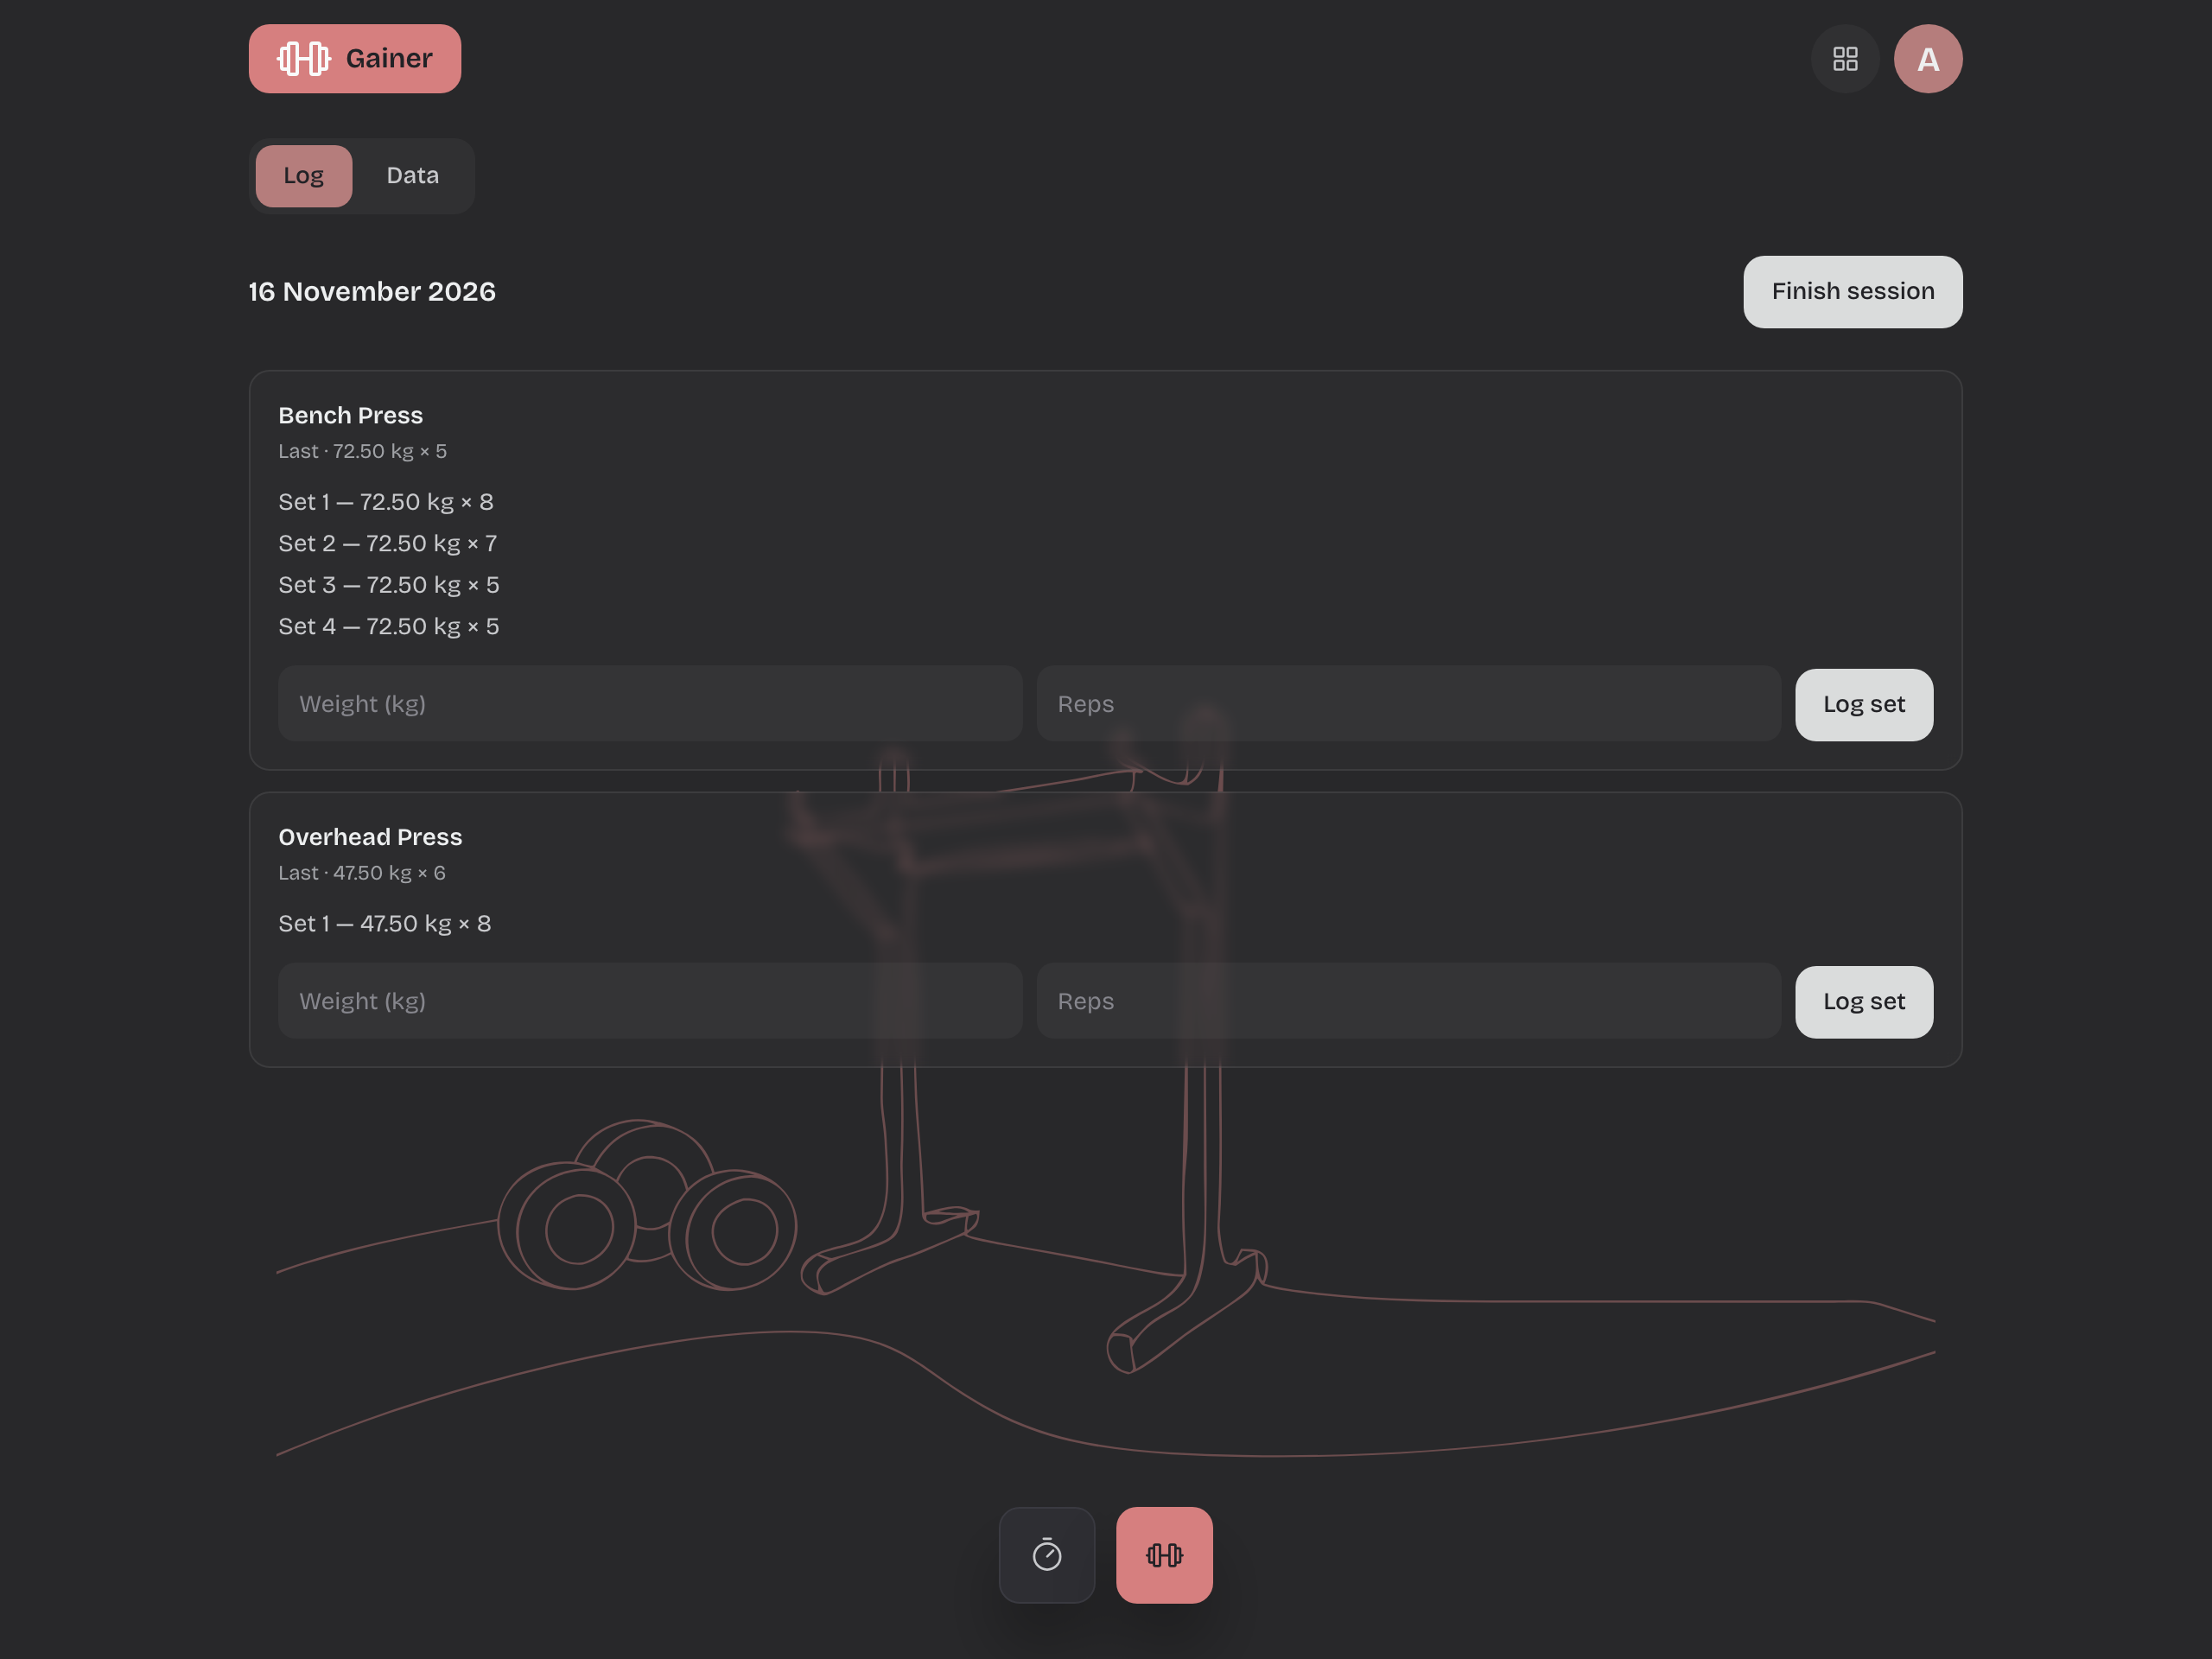 Gainer
A
Log
Data
16 November 2026
Finish session
Bench Press
Last · 72.50 kg × 5
Set 1 — 72.50 kg × 8
Set 2 — 72.50 kg × 7
Set 3 — 72.50 kg × 5
Set 4 — 72.50 kg × 5
Weight (kg)
Reps
Log set
Overhead Press
Last · 47.50 kg × 6
Set 1 — 47.50 kg × 8
Weight (kg)
Reps
Log set